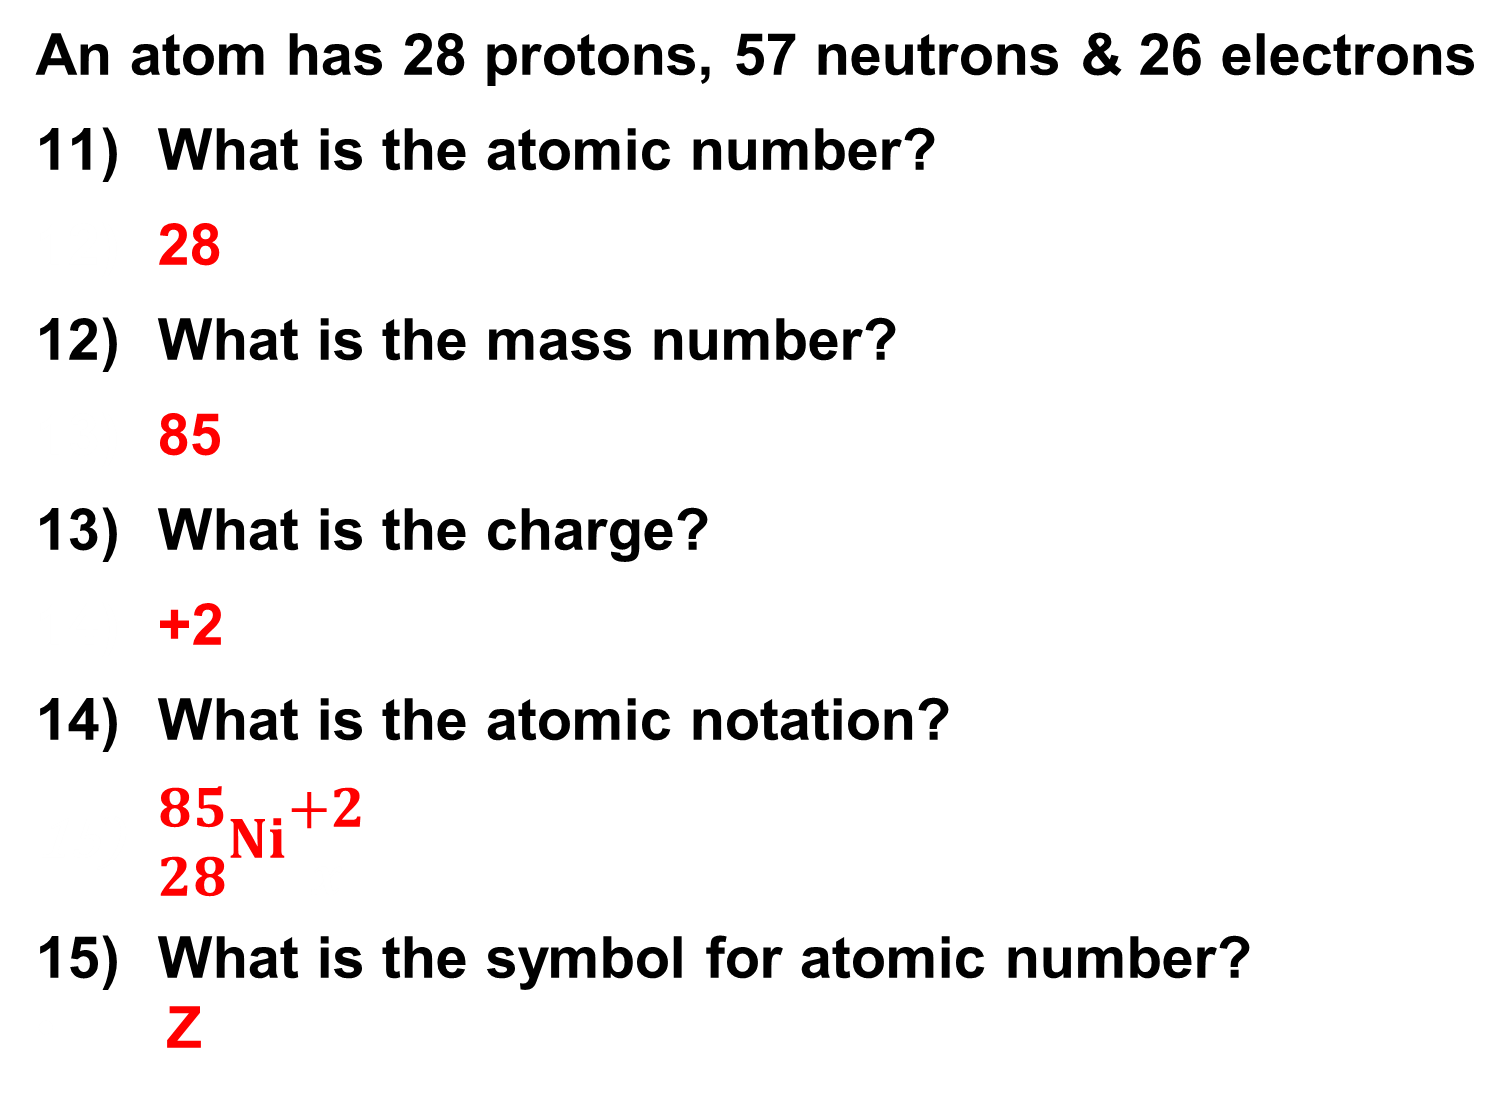 An atom has 28 protons, 57 neutrons & 26 electrons
11) What is the atomic number?
28
12) What is the mass number?
85
13) What is the charge?
+2
14) What is the atomic notation?
⁸⁵₂₈Ni⁺²
15) What is the symbol for atomic number?
Z